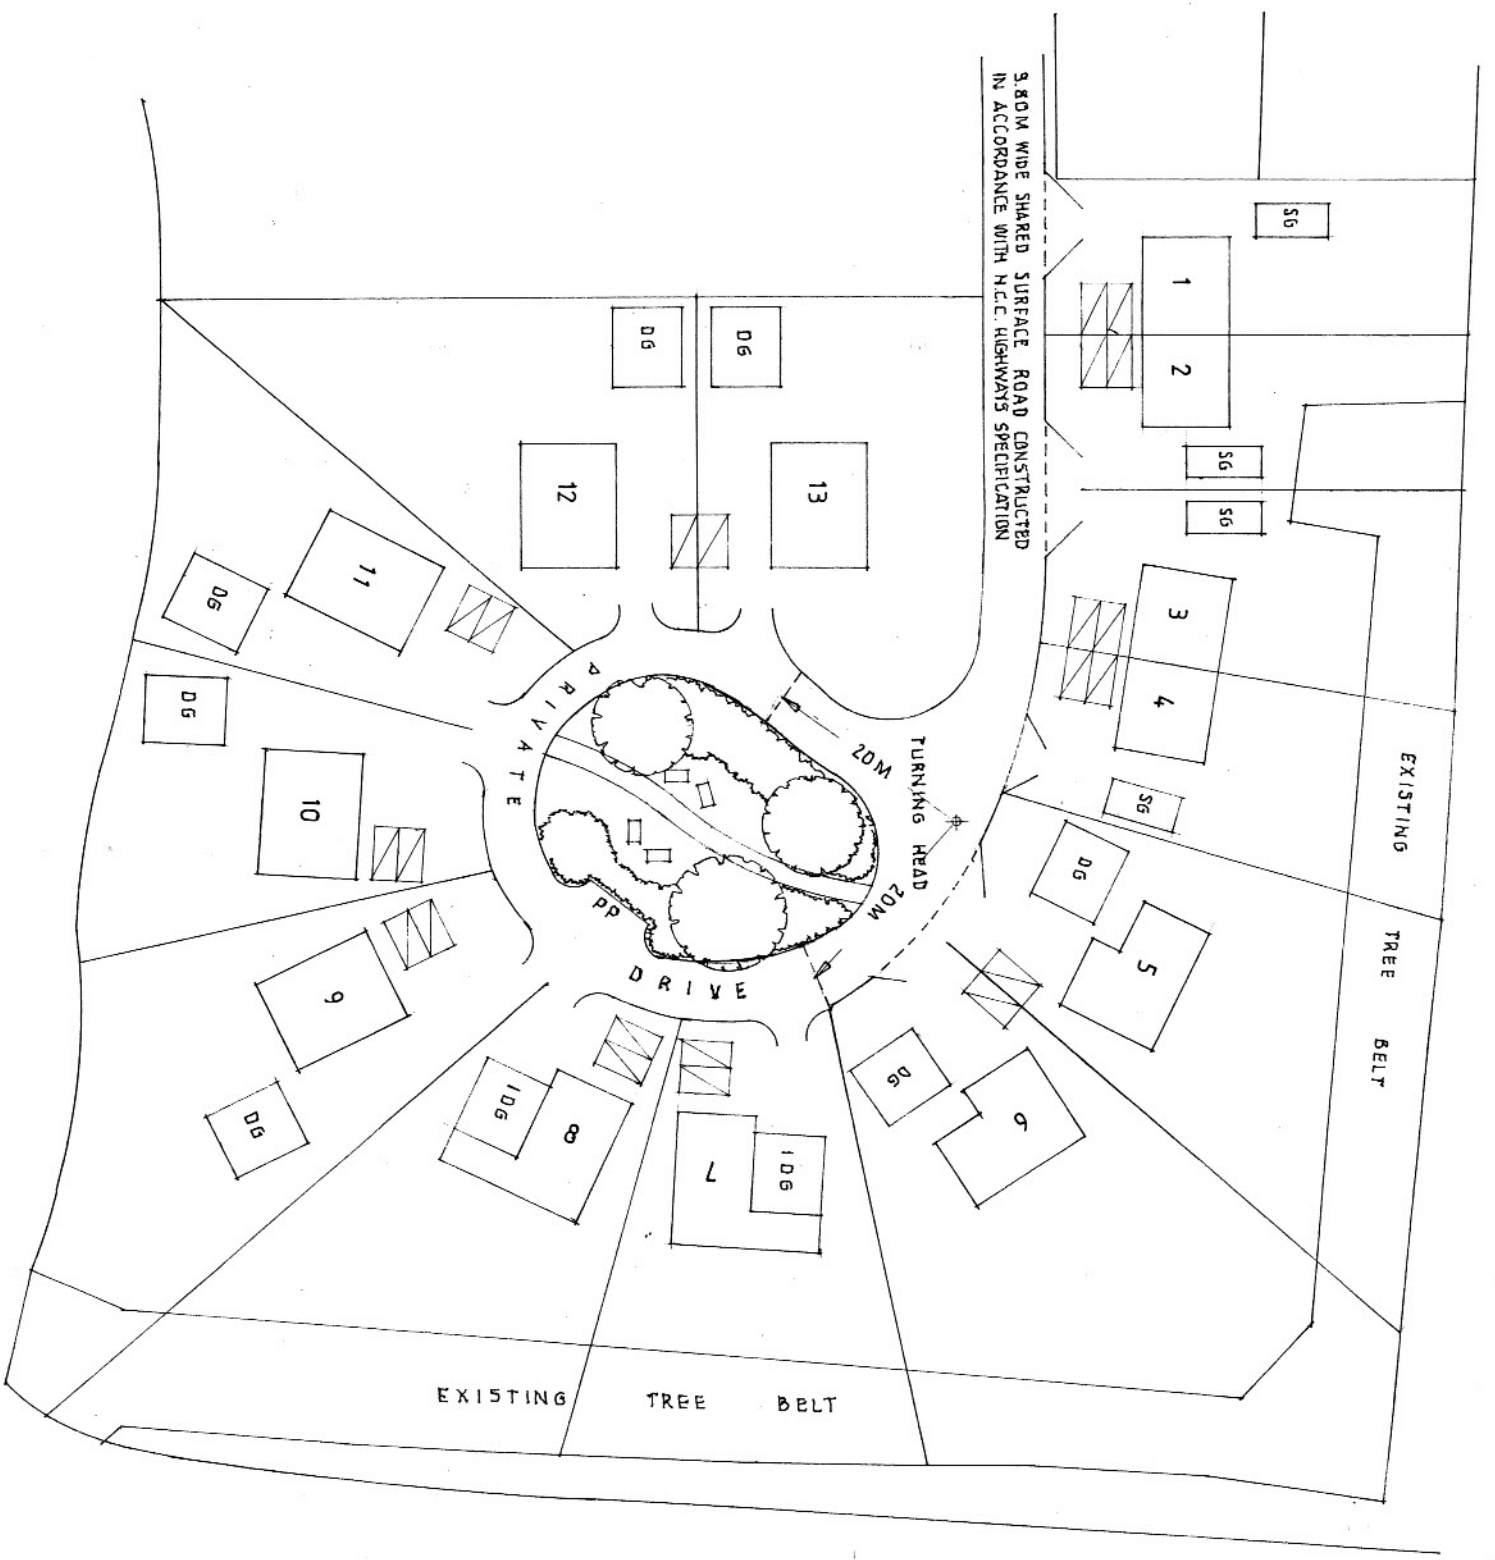 3.80M WIDE SHARED SURFACE ROAD CONSTRUCTED
IN ACCORDANCE WITH N.C.C. HIGHWAYS SPECIFICATION
SG
1
2
SG
SG
3
4
SG
DG
5
DG
6
IDG
7
IDG
8
9
DG
10
DG
11
DG
12
DG
DG
13
TURNING HEAD
20M
20M
PRIVATE
DRIVE
PP
EXISTING TREE BELT
EXISTING TREE BELT